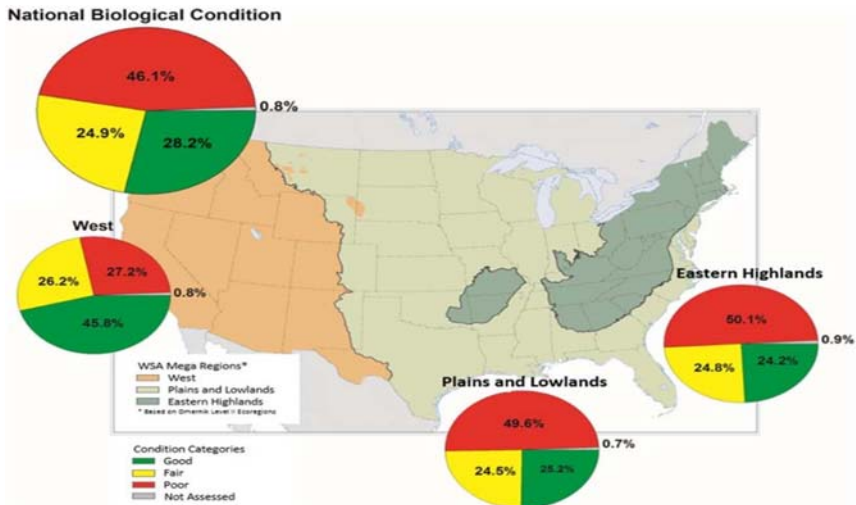 National Biological Condition
46.1%
0.8%
24.9%
28.2%
West
26.2%
27.2%
0.8%
45.8%
Eastern Highlands
50.1%
0.9%
24.8%
24.2%
WSA Mega Regions*
West
Plains and Lowlands
Eastern Highlands
* Based on Omernik Level II Ecoregions
Plains and Lowlands
49.6%
0.7%
24.5%
25.2%
Condition Categories
Good
Fair
Poor
Not Assessed